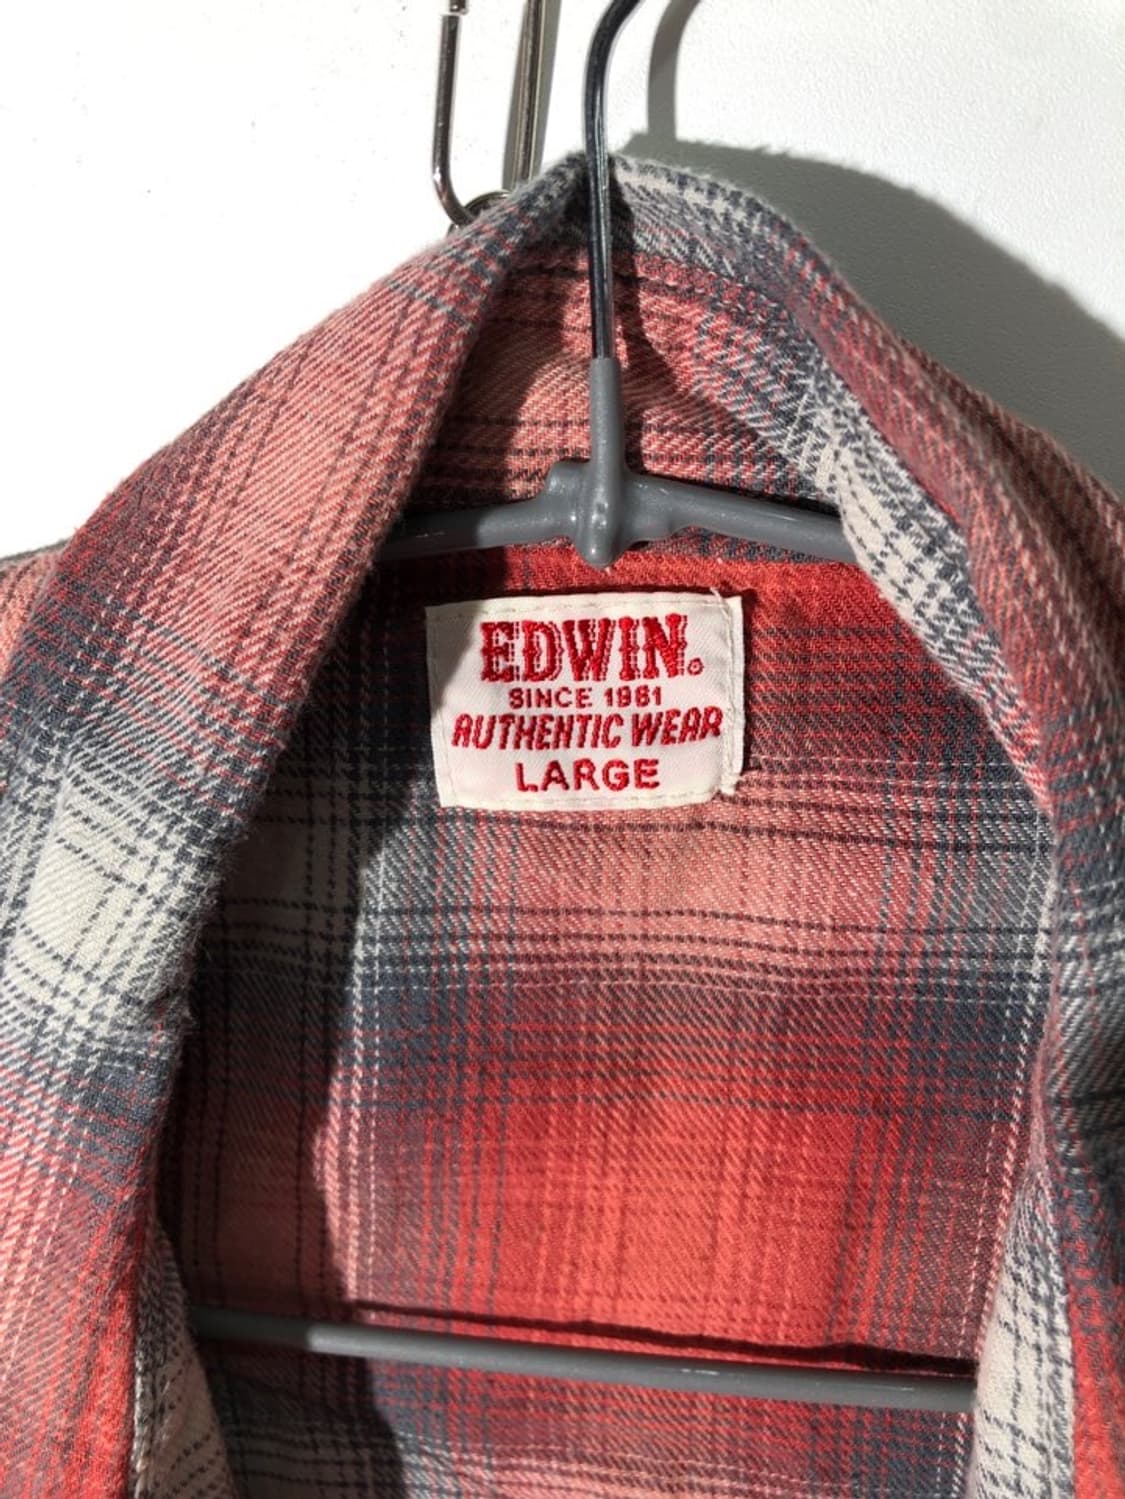 EDWIN®
SINCE 1961
AUTHENTIC WEAR
LARGE